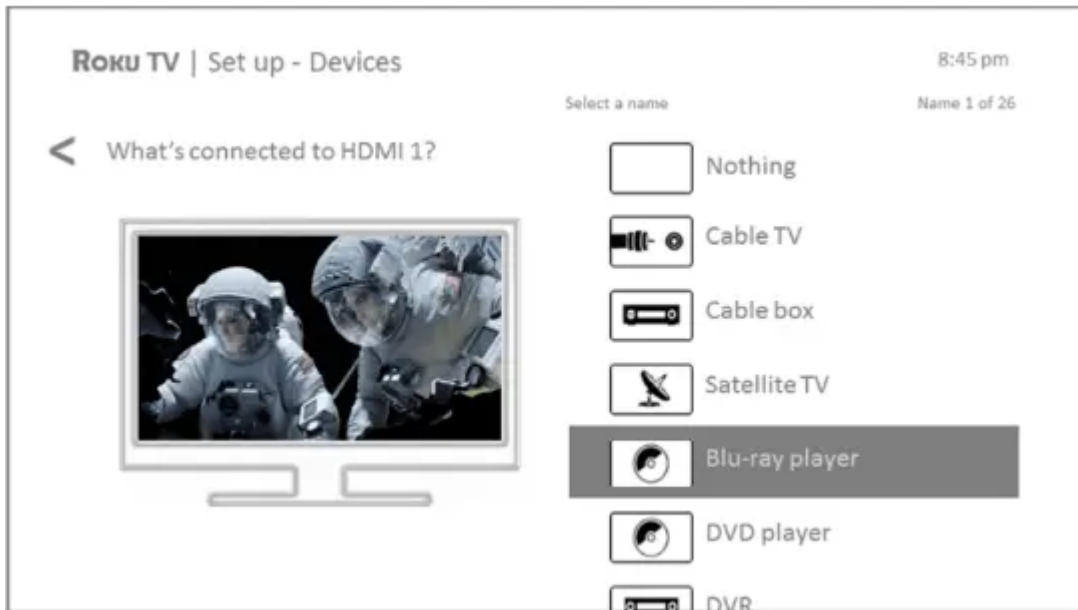 ROKU TV | Set up - Devices
8:45 pm
Select a name
Name 1 of 26
< What's connected to HDMI 1?
Nothing
Cable TV
Cable box
Satellite TV
Blu-ray player
DVD player
DVR